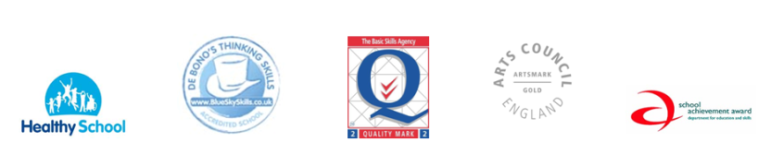 Healthy School
DE BONO'S THINKING SKILLS
www.BlueSkySkills.co.uk
ACCREDITED SCHOOL
The Basic Skills Agency
Q
2 QUALITY MARK 2
ARTS COUNCIL
ARTSMARK
GOLD
ENGLAND
school
achievement award
department for education and skills